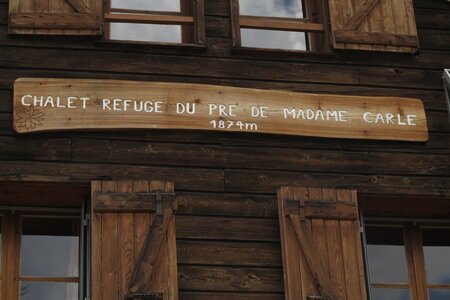 CHALET REFUGE DU PRE DE MADAME CARLE
1874m